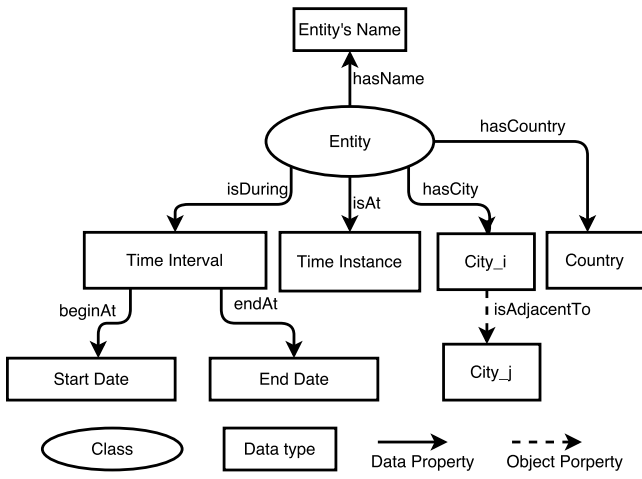 Entity's Name
hasName
Entity
hasCountry
isDuring
isAt
hasCity
Time Interval
Time Instance
City_i
Country
beginAt
endAt
isAdjacentTo
Start Date
End Date
City_j
Class
Data type
Data Property
Object Porperty